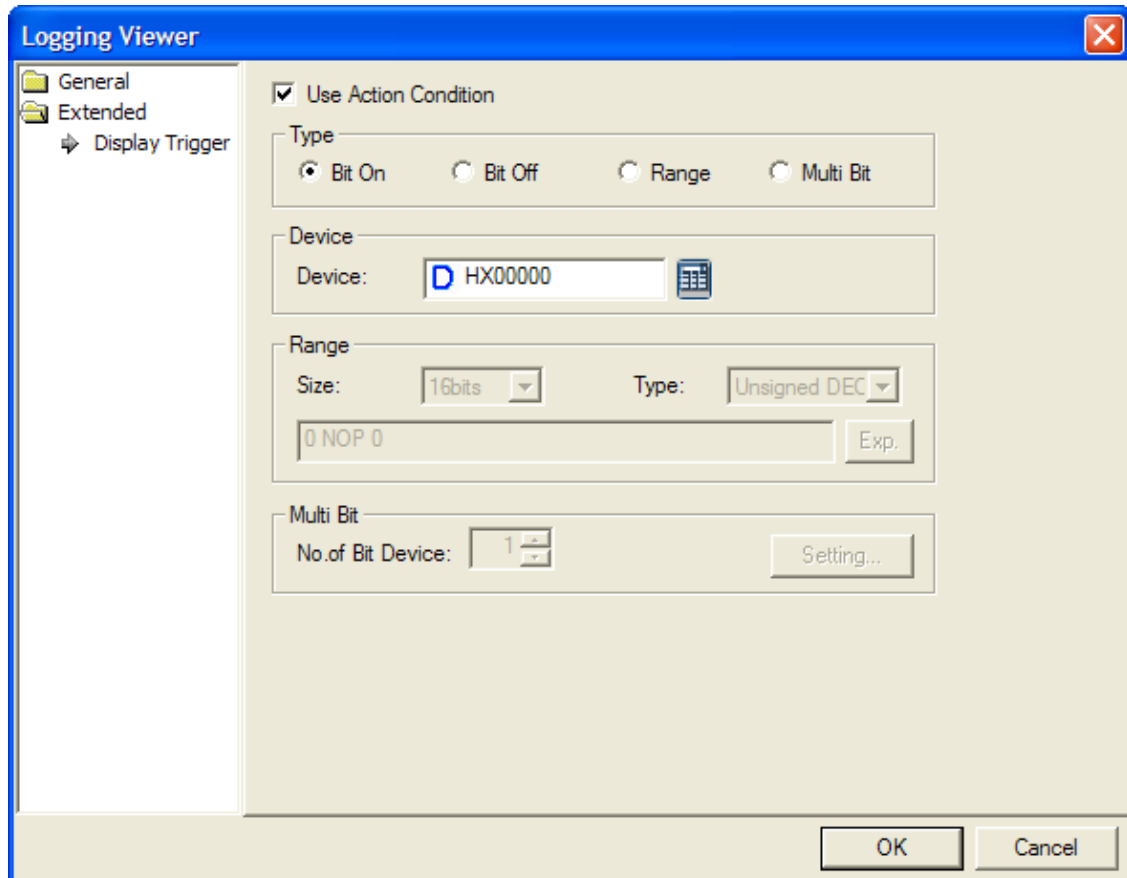 Logging Viewer
General
Extended
Display Trigger
Use Action Condition
Type
Bit On Bit Off Range Multi Bit
Device
Device: D HX00000
Range
Size: 16bits Type: Unsigned DEC
0 NOP 0 Exp.
Multi Bit
No.of Bit Device: 1 Setting...
OK Cancel